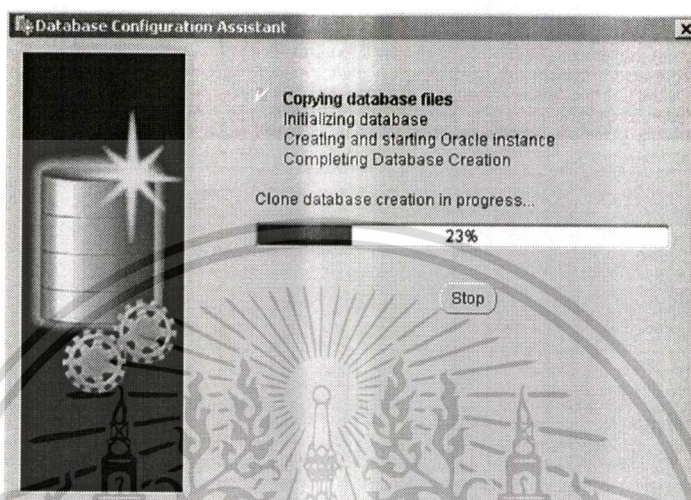 Database Configuration Assistant
Copying database files
Initializing database
Creating and starting Oracle instance
Completing Database Creation
Clone database creation in progress...
23%
Stop